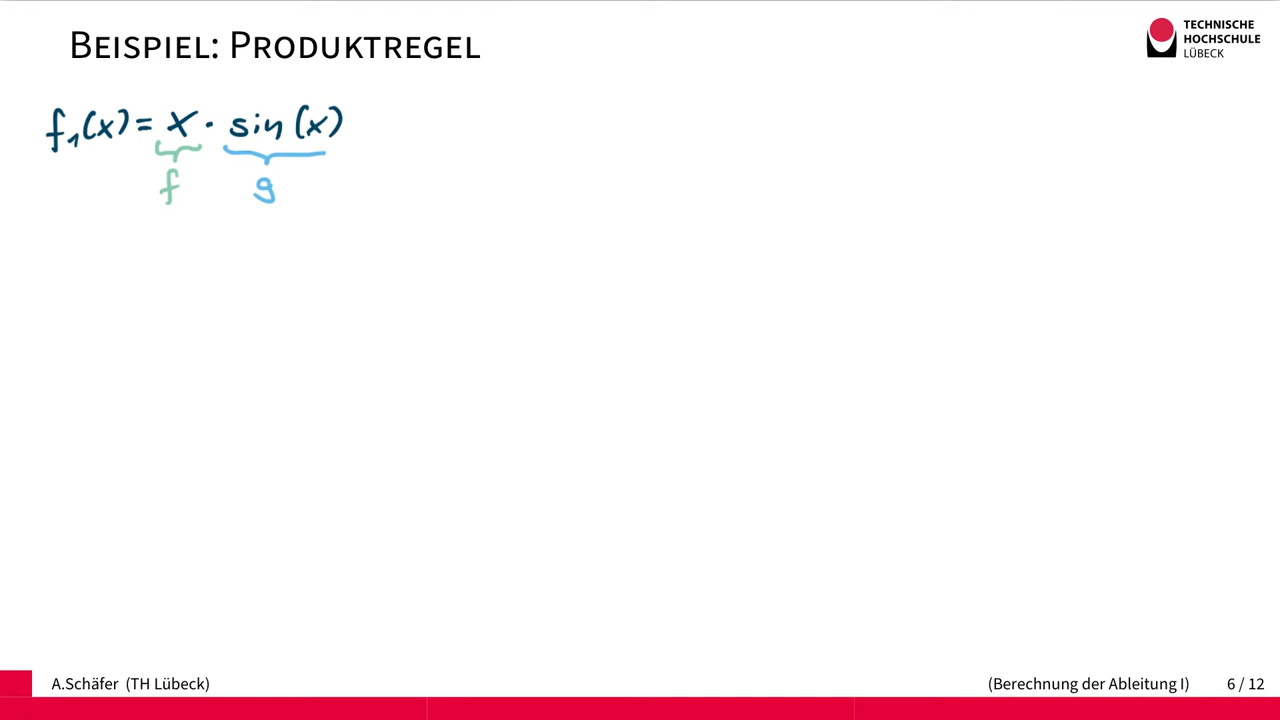 BEISPIEL: PRODUKTREGEL
TECHNISCHE
HOCHSCHULE
LÜBECK
f₁(x) = x · sin(x)
f g
A.Schäfer (TH Lübeck) (Berechnung der Ableitung I) 6 / 12